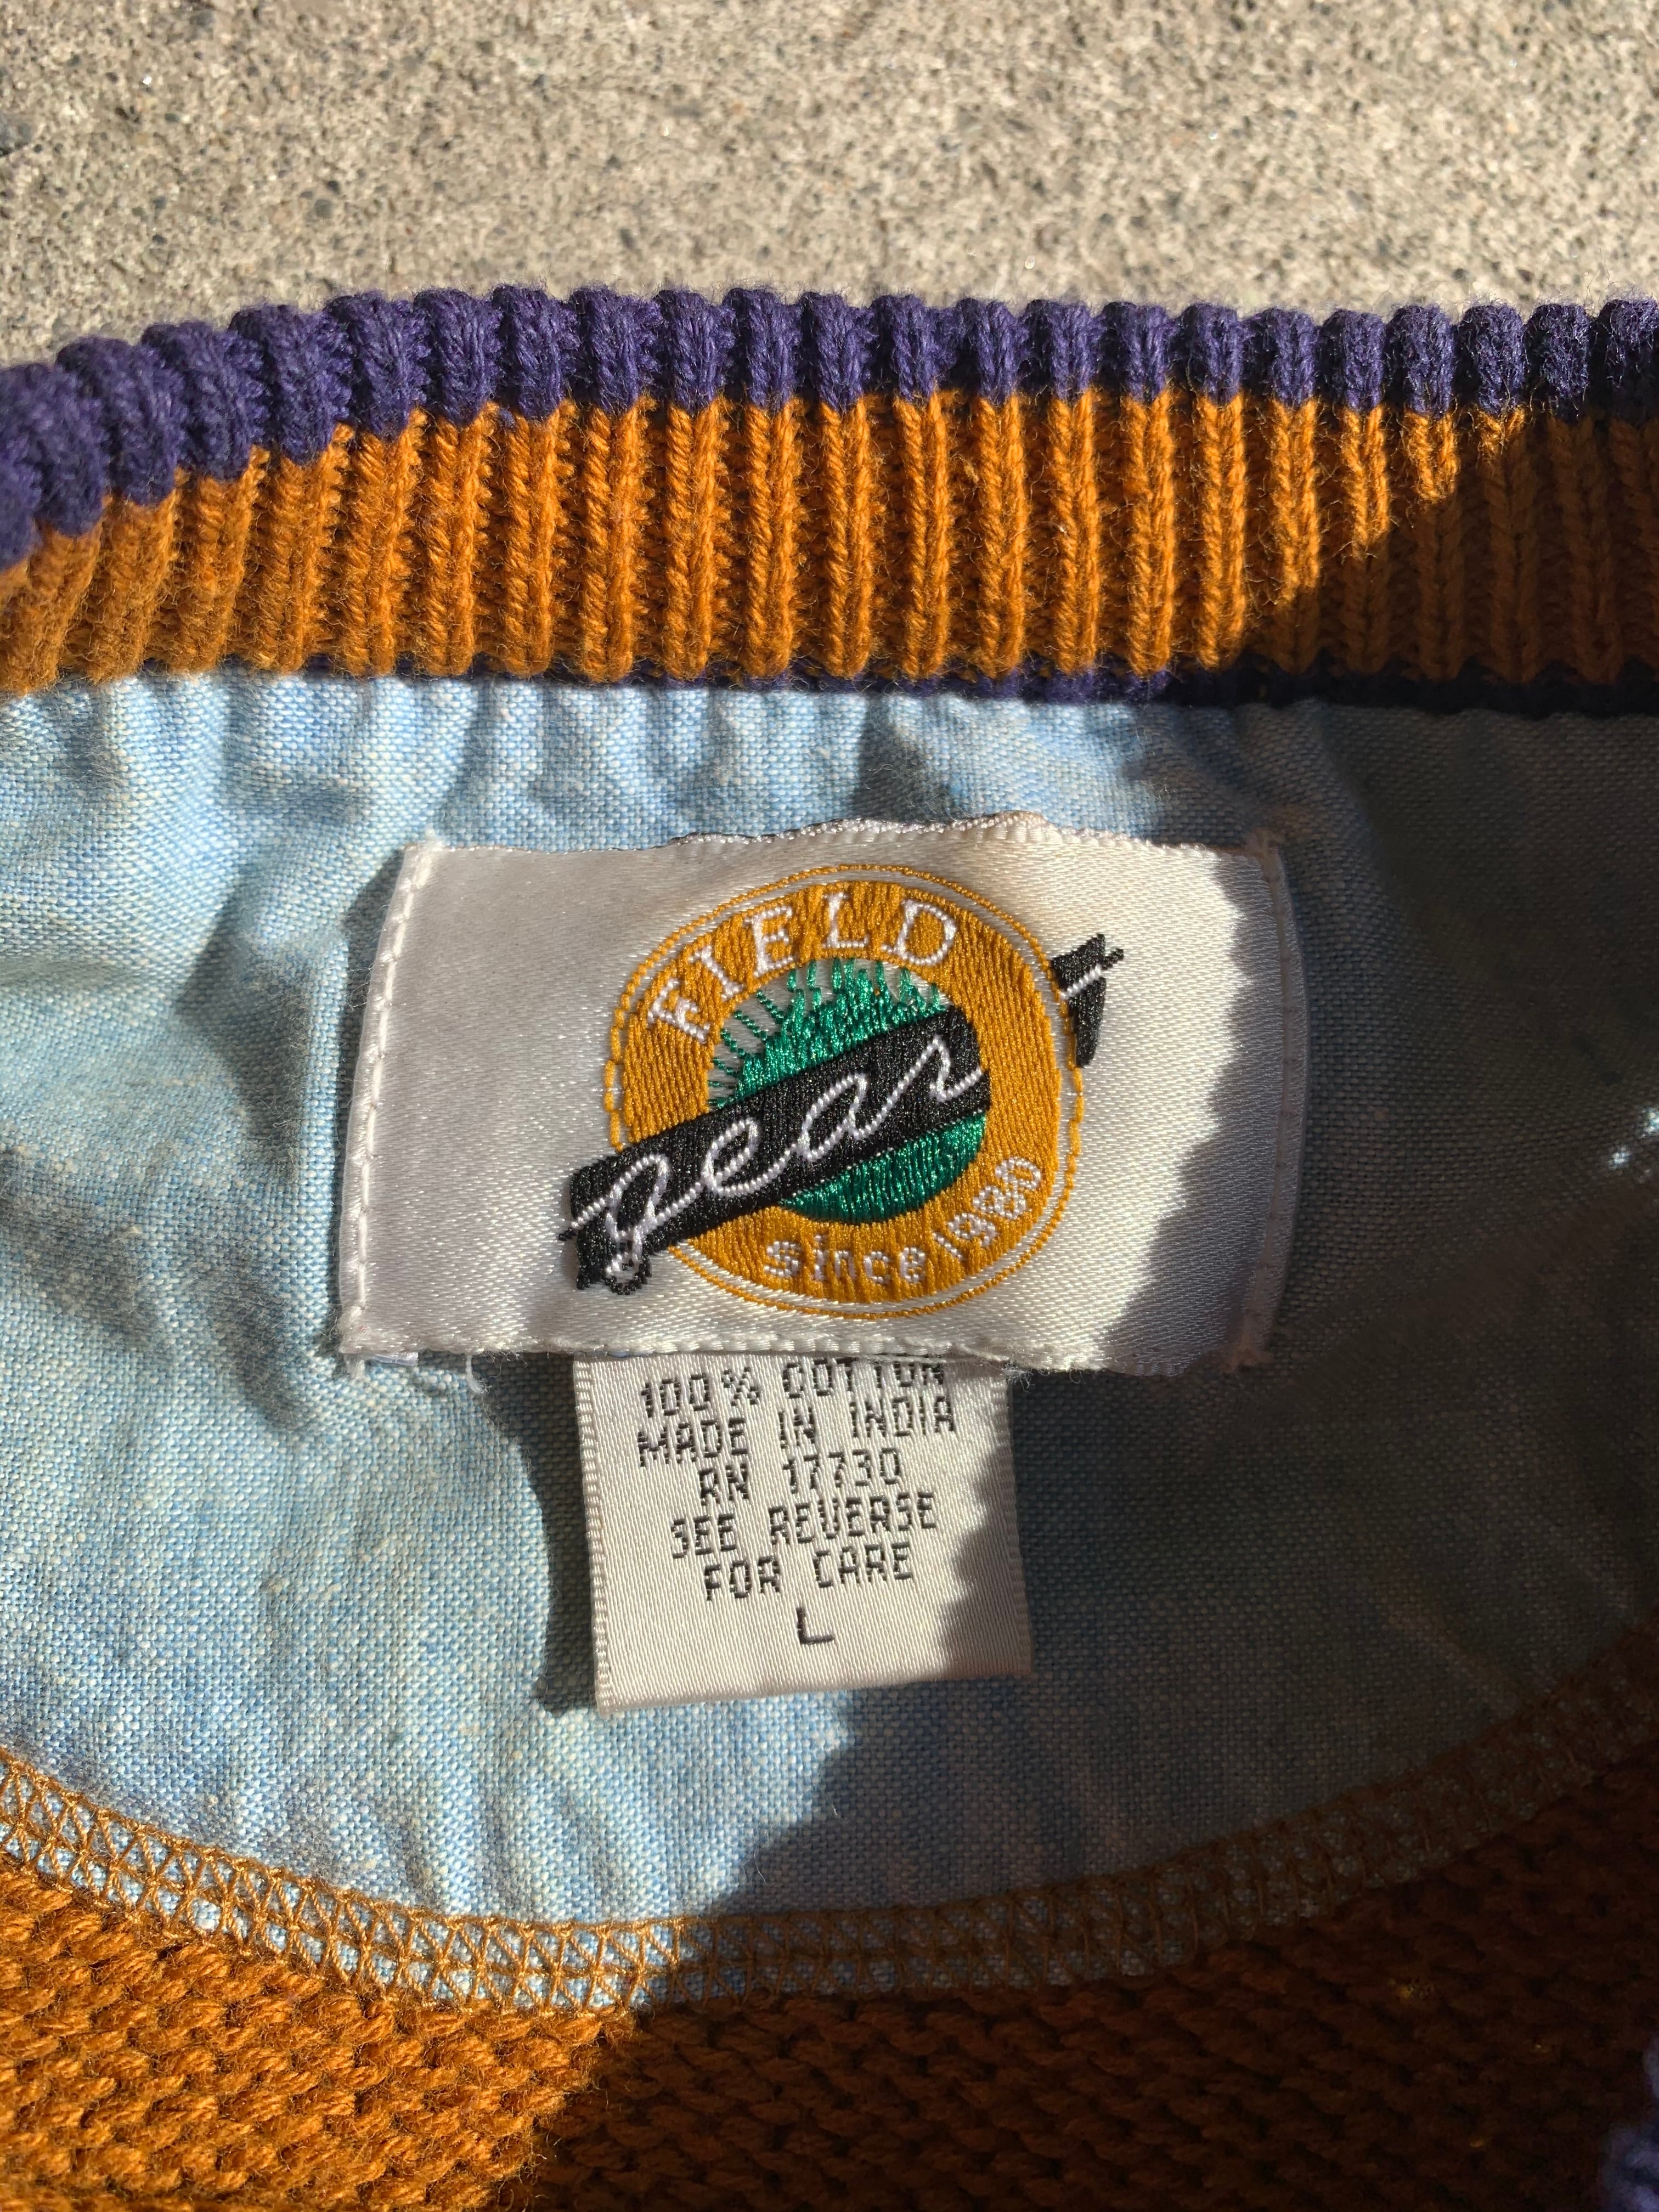 FIELD
gear
since 1980
100% COTTON
MADE IN INDIA
RN 17730
SEE REVERSE
FOR CARE
L